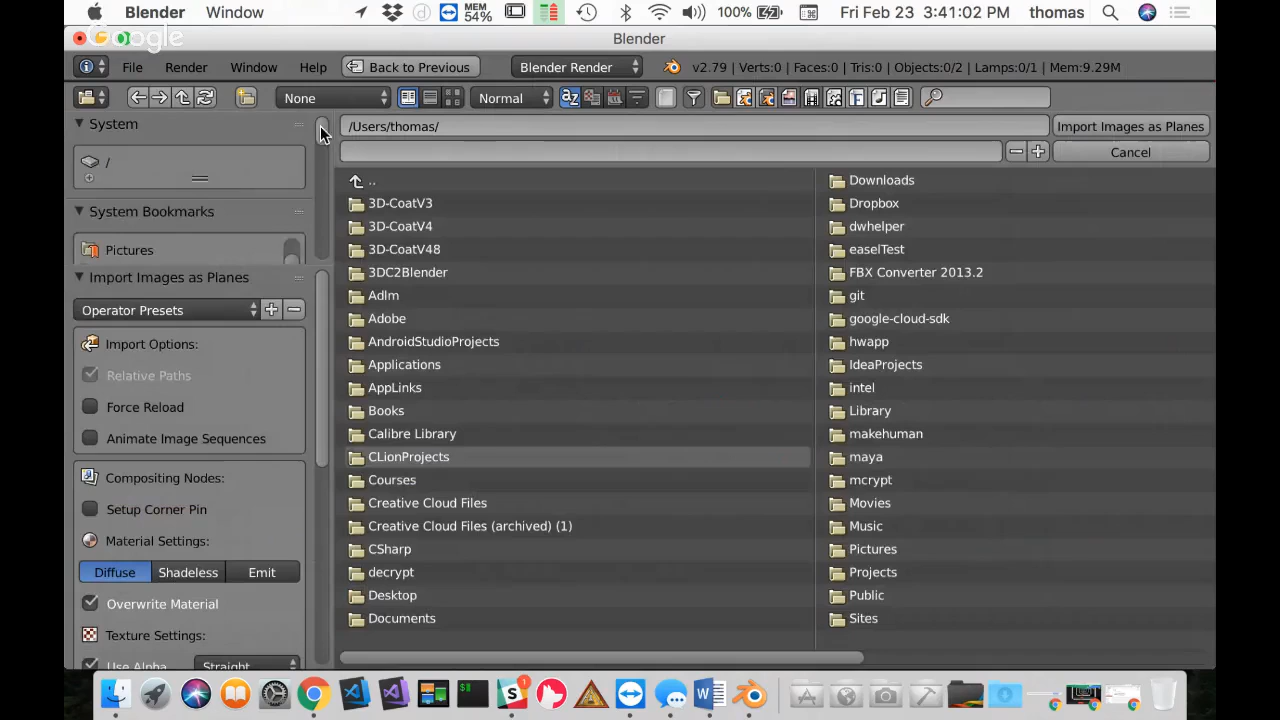 Blender Window MEM 54% 100% Fri Feb 23 3:41:02 PM thomas
Google
Blender
File Render Window Help Back to Previous Blender Render v2.79 | Verts:0 | Faces:0 | Tris:0 | Objects:0/2 | Lamps:0/1 | Mem:9.29M
None Normal
System
/
System Bookmarks
Pictures
Import Images as Planes
Operator Presets
Import Options:
Relative Paths
Force Reload
Animate Image Sequences
Compositing Nodes:
Setup Corner Pin
Material Settings:
Diffuse Shadeless Emit
Overwrite Material
Texture Settings:
Use Alpha Straight
/Users/thomas/ Import Images as Planes
Cancel
..
3D-CoatV3
3D-CoatV4
3D-CoatV48
3DC2Blender
Adlm
Adobe
AndroidStudioProjects
Applications
AppLinks
Books
Calibre Library
CLionProjects
Courses
Creative Cloud Files
Creative Cloud Files (archived) (1)
CSharp
decrypt
Desktop
Documents
Downloads
Dropbox
dwhelper
easelTest
FBX Converter 2013.2
git
google-cloud-sdk
hwapp
IdeaProjects
intel
Library
makehuman
maya
mcrypt
Movies
Music
Pictures
Projects
Public
Sites